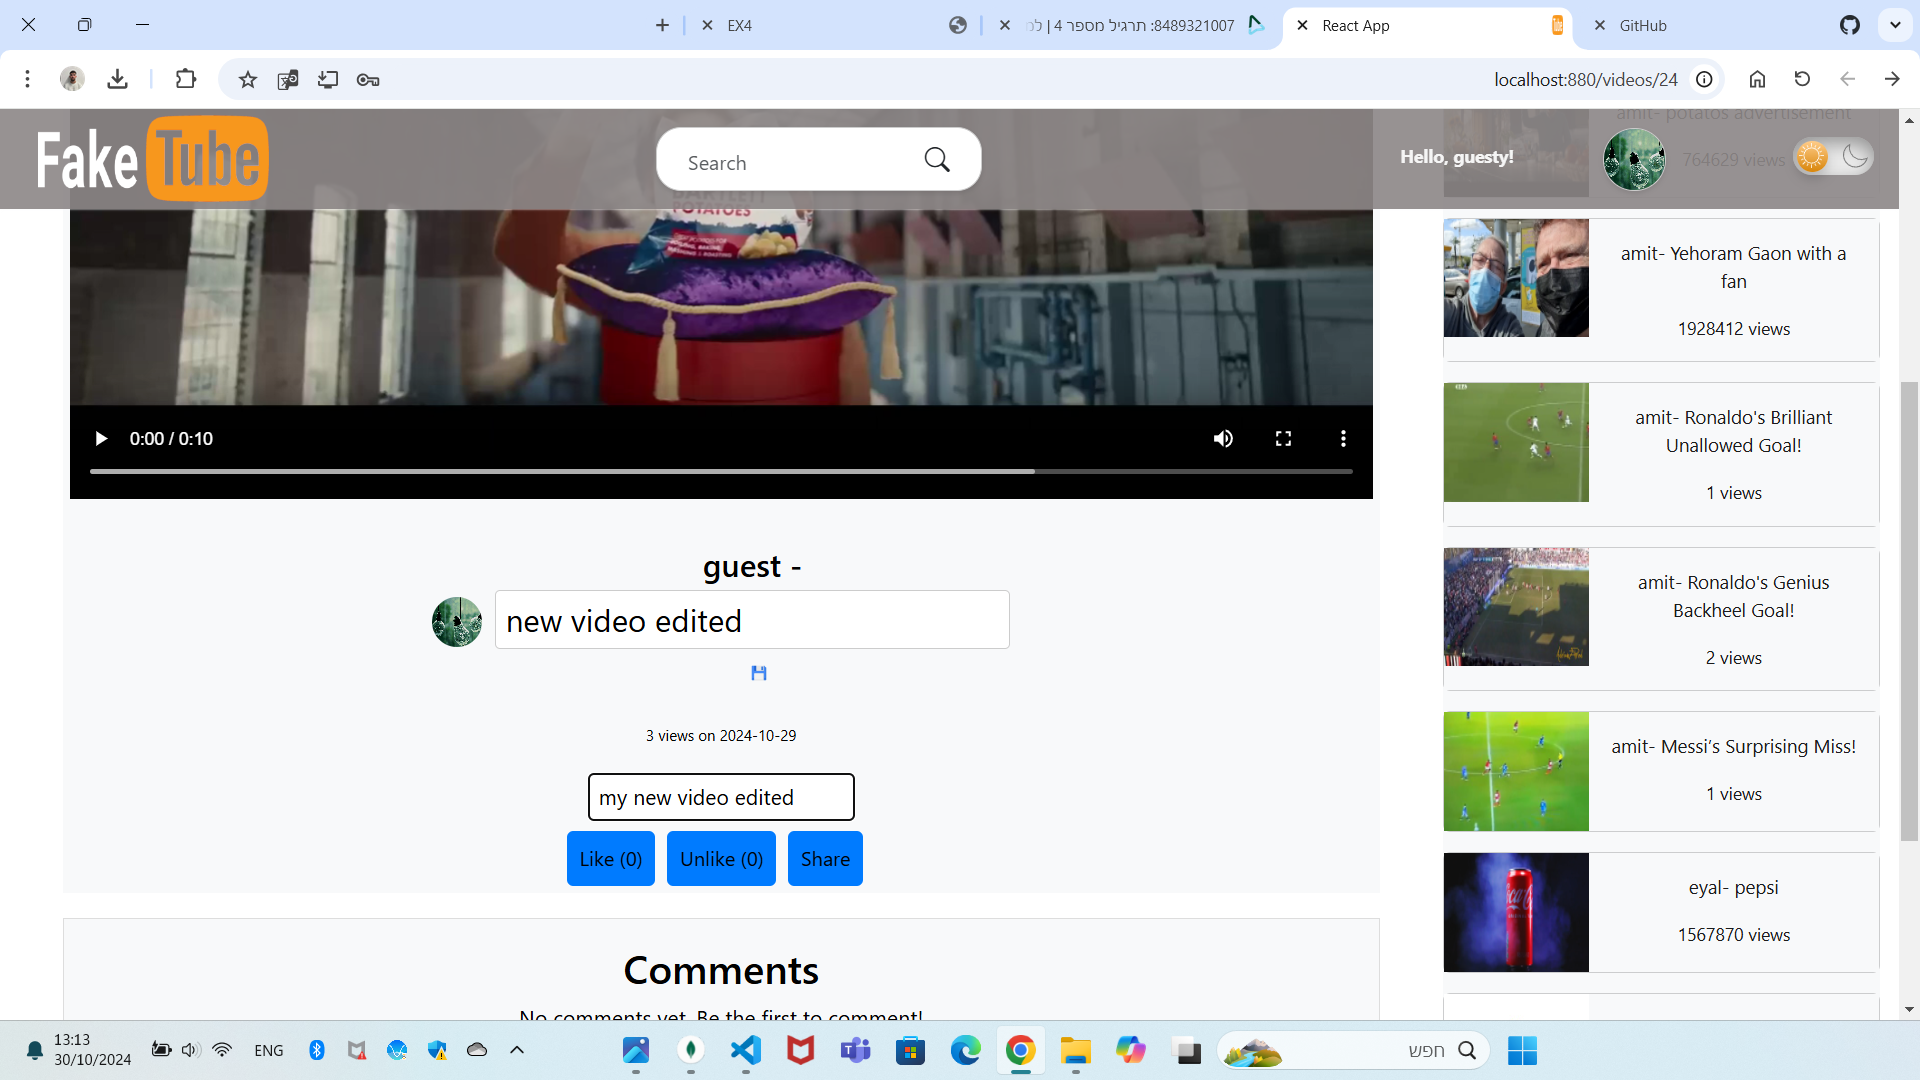 EX4
8489321007: תרגיל מספר 4 | למ
React App
GitHub
localhost:880/videos/24
Fake Tube
Search
Hello, guesty!
amit- potatos advertisement
764629 views
BARTLETT
POTATOES
amit- Yehoram Gaon with a
fan
1928412 views
amit- Ronaldo's Brilliant
Unallowed Goal!
1 views
amit- Ronaldo's Genius
Backheel Goal!
2 views
amit- Messi's Surprising Miss!
1 views
eyal- pepsi
1567870 views
0:00 / 0:10
guest -
new video edited
3 views on 2024-10-29
my new video edited
Like (0)
Unlike (0)
Share
Comments
No comments yet. Be the first to comment!
13:13
30/10/2024
ENG
חפש